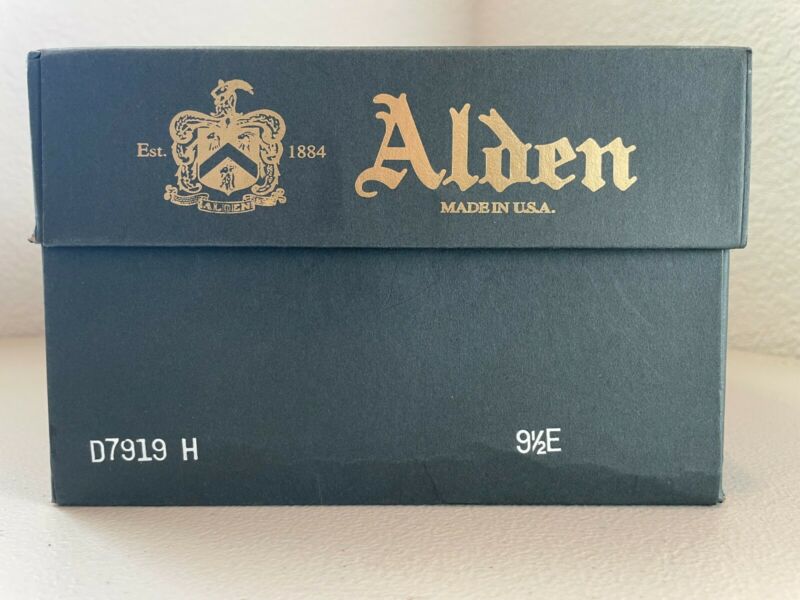 Est. 1884
ALDEN
Alden
MADE IN U.S.A.
D7919 H 9½E